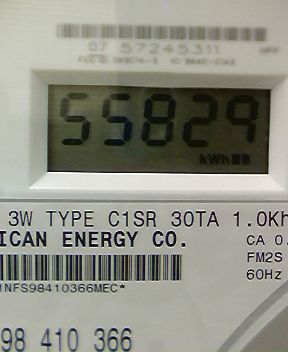 07 57245311
55829
kWh
3W TYPE C1SR 30TA 1.0Kh
ICAN ENERGY CO.
CA 0.
FM2S
60Hz
NFS98410366MEC*
98 410 366